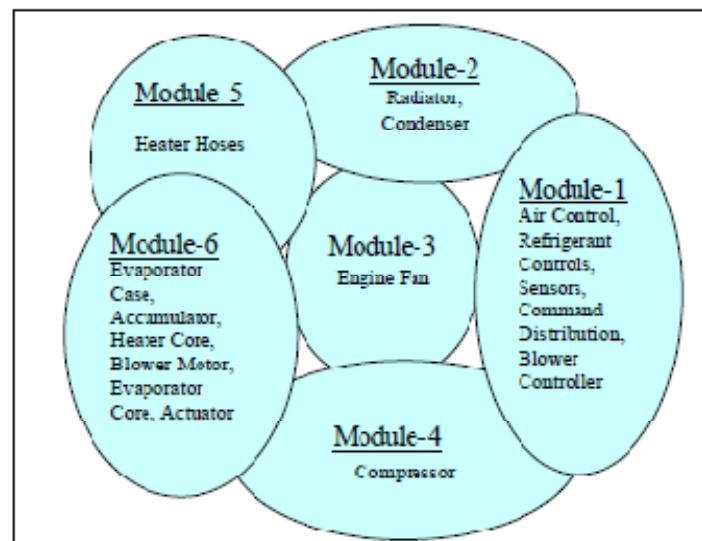 Module-2
Radiator,
Condenser
Module 5
Heater Hoses
Module-1
Air Control,
Refrigerant
Controls,
Sensors,
Command
Distribution,
Blower
Controller
Module-3
Engine Fan
Module-6
Evaporator
Case,
Accumulator,
Heater Core,
Blower Motor,
Evaporator
Core, Actuator
Module-4
Compressor